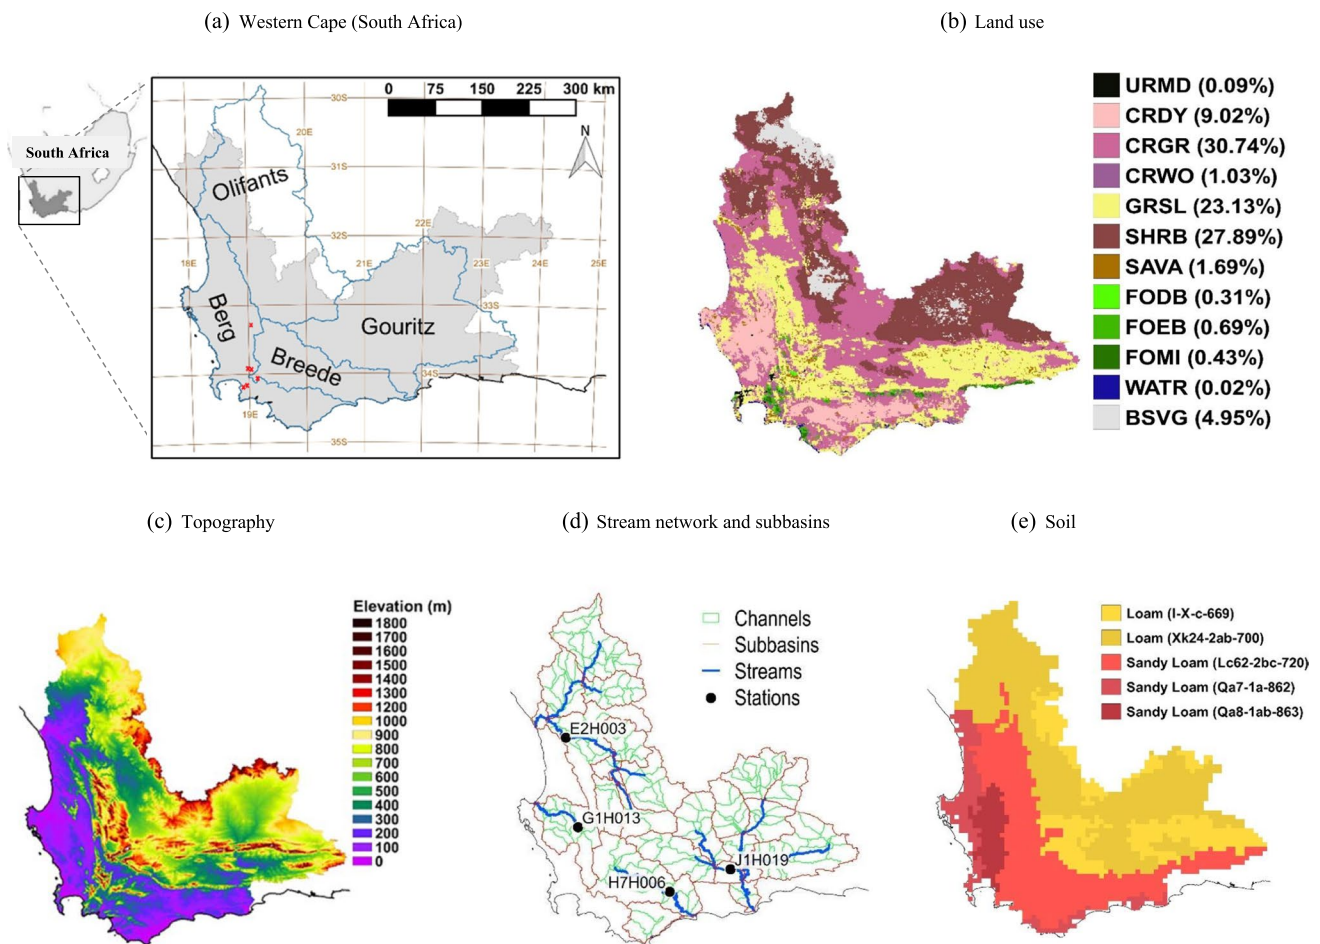 (a) Western Cape (South Africa)
(b) Land use
South Africa
0 75 150 225 300 km
N
30S
20E
31S
Olifants
22E
32S
18E
21E
23E
24E
25E
Berg
33S
Gouritz
Breede
34S
19E
35S
URMD (0.09%)
CRDY (9.02%)
CRGR (30.74%)
CRWO (1.03%)
GRSL (23.13%)
SHRB (27.89%)
SAVA (1.69%)
FODB (0.31%)
FOEB (0.69%)
FOMI (0.43%)
WATR (0.02%)
BSVG (4.95%)
(c) Topography
(d) Stream network and subbasins
(e) Soil
Elevation (m)
1800
1700
1600
1500
1400
1300
1200
1000
900
800
700
600
500
400
300
200
100
0
Channels
Subbasins
Streams
Stations
E2H003
G1H013
J1H019
H7H006
Loam (I-X-c-669)
Loam (Xk24-2ab-700)
Sandy Loam (Lc62-2bc-720)
Sandy Loam (Qa7-1a-862)
Sandy Loam (Qa8-1ab-863)